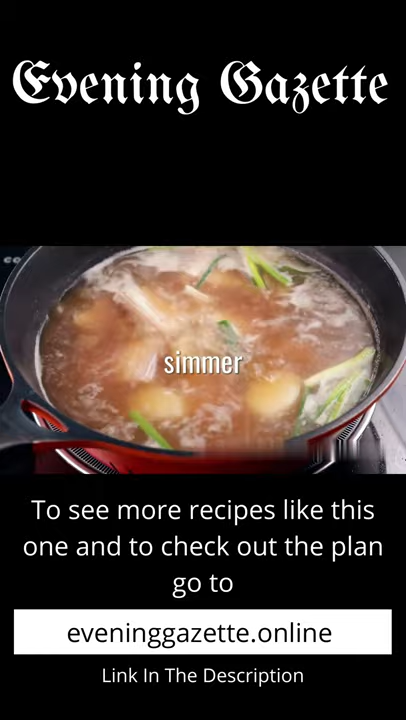 Evening Gazette
simmer
To see more recipes like this
one and to check out the plan
go to
eveninggazette.online
Link In The Description